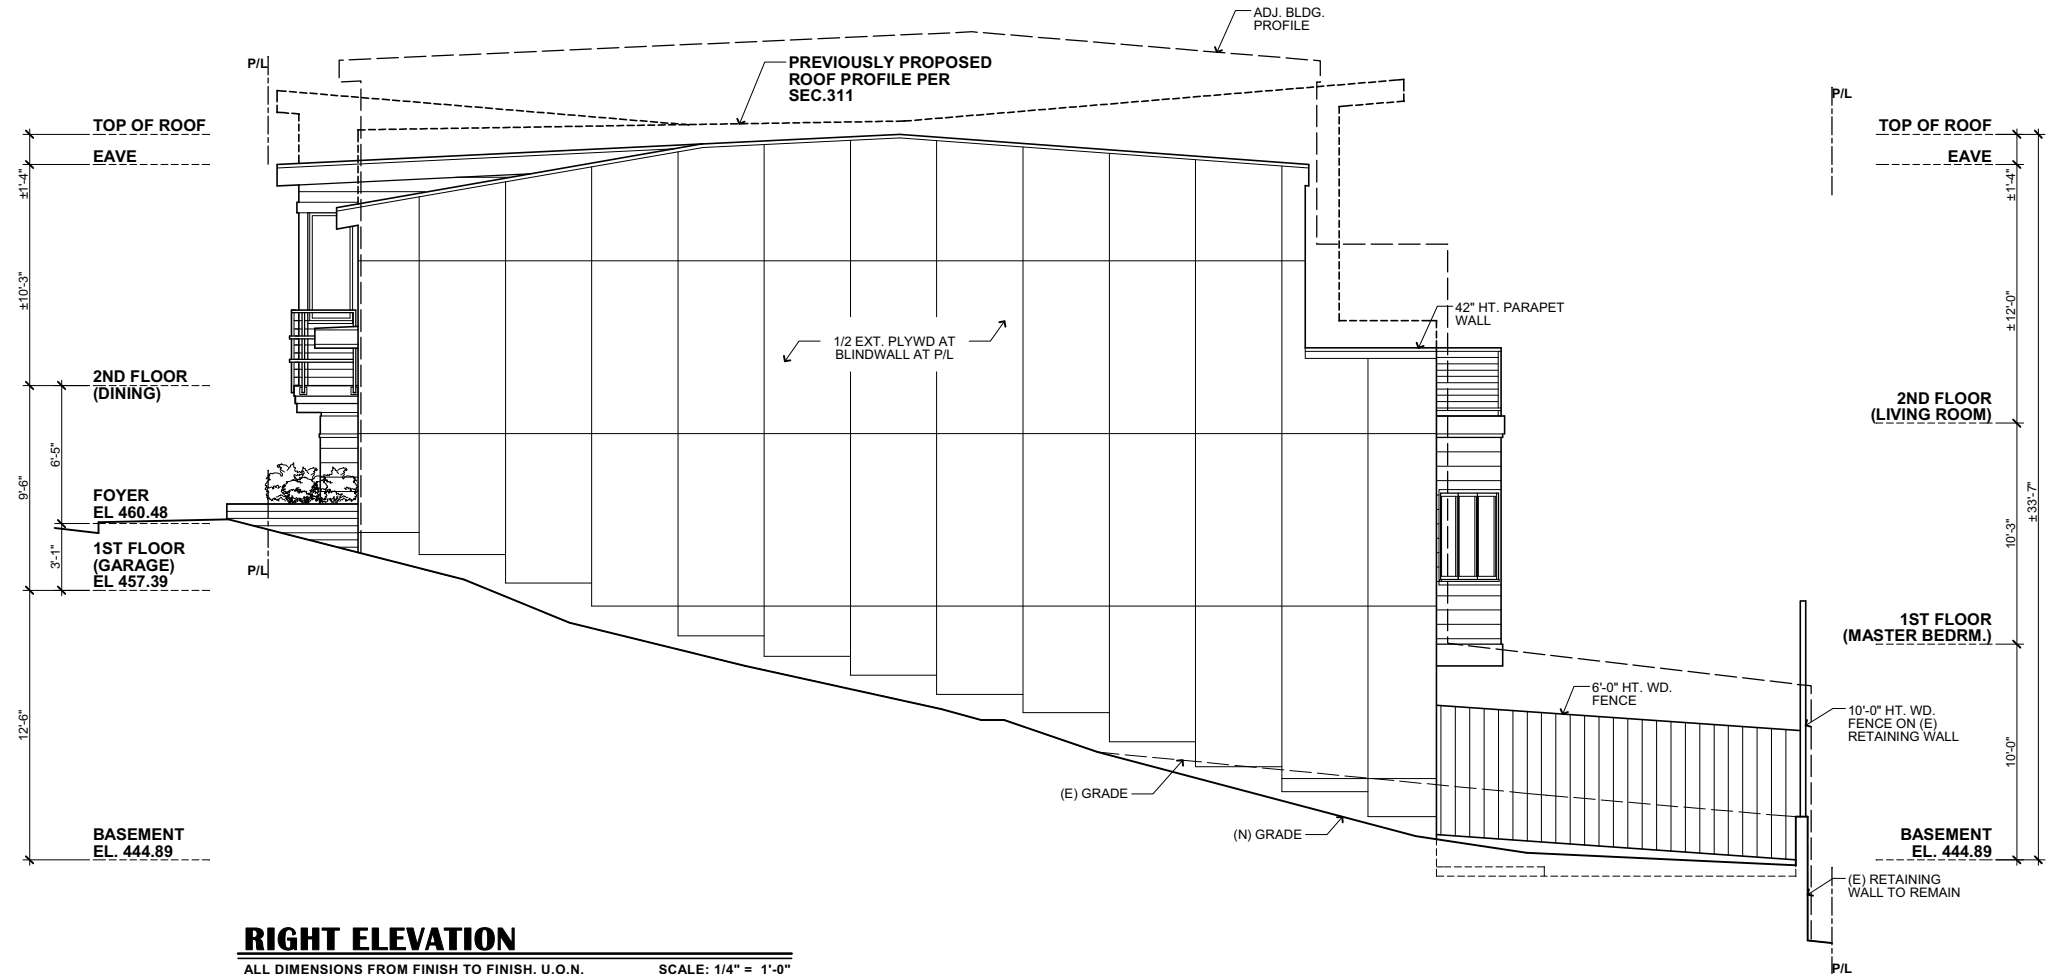 ADJ. BLDG.
PROFILE
P/L
PREVIOUSLY PROPOSED
ROOF PROFILE PER
SEC.311
P/L
TOP OF ROOF
EAVE
±1'-4"
±10'-3"
2ND FLOOR
(DINING)
6'-5"
9'-6"
FOYER
EL 460.48
1ST FLOOR
(GARAGE)
EL 457.39
3'-1"
P/L
12'-6"
BASEMENT
EL. 444.89
1/2 EXT. PLYWD AT
BLINDWALL AT P/L
42" HT. PARAPET
WALL
TOP OF ROOF
EAVE
±1'-4"
±12'-0"
2ND FLOOR
(LIVING ROOM)
10'-3"
±33'-7"
1ST FLOOR
(MASTER BEDRM.)
6'-0" HT. WD.
FENCE
10'-0" HT. WD.
FENCE ON (E)
RETAINING WALL
10'-0"
(E) GRADE
(N) GRADE
BASEMENT
EL. 444.89
(E) RETAINING
WALL TO REMAIN
P/L
RIGHT ELEVATION
ALL DIMENSIONS FROM FINISH TO FINISH, U.O.N. SCALE: 1/4" = 1'-0"